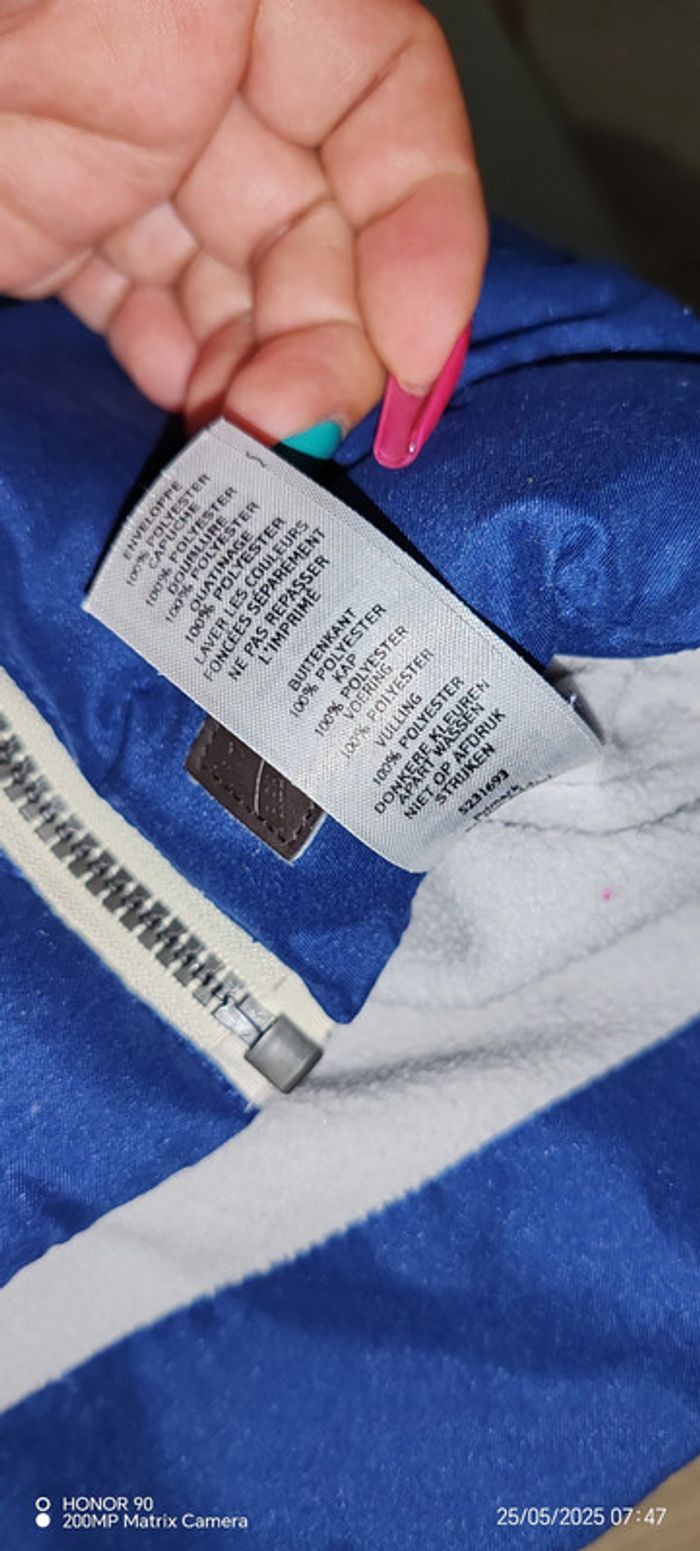 ENVELOPPE
100% POLYESTER
CAPUCHE
100% POLYESTER
DOUBLURE
100% POLYESTER
OUATINAGE
100% POLYESTER
LAVER LES COULEURS
FONCÉES SÉPARÉMENT
NE PAS REPASSER
L'IMPRIMÉ
BUITENKANT
100% POLYESTER
KAP
100% POLYESTER
VOERING
100% POLYESTER
VULLING
100% POLYESTER
DONKERE KLEUREN
APART WASSEN
NIET OP AFDRUK
STRIJKEN
5231693
HONOR 90
200MP Matrix Camera
25/05/2025 07:47